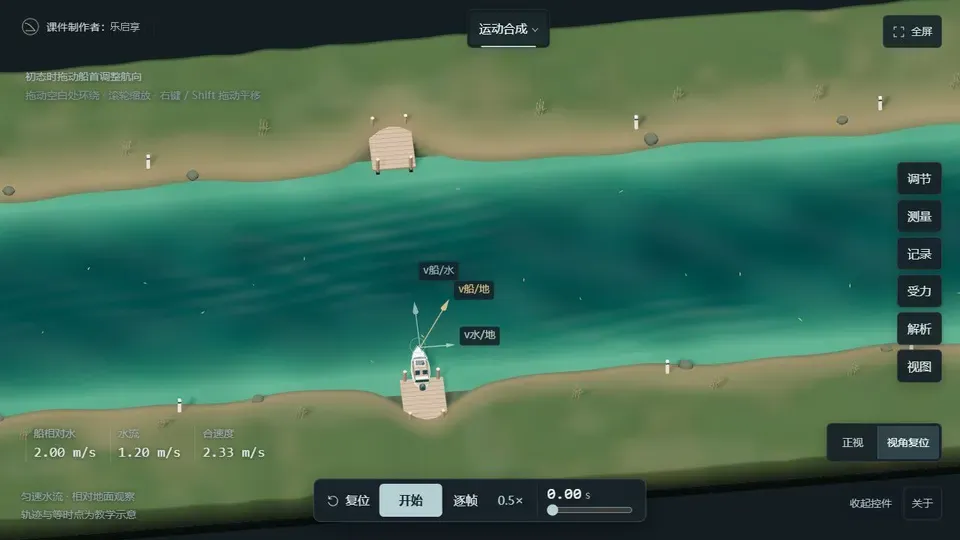 课件制作者：乐启享
运动合成
全屏
初态时拖动船首调整航向
拖动空白处环绕 · 滚轮缩放 · 右键 / Shift 拖动平移
调节
测量
记录
受力
解析
视图
v船/水
v船/地
v水/地
船相对水 水流 合速度
2.00 m/s 1.20 m/s 2.33 m/s
正视 视角复位
匀速水流 · 相对地面观察
轨迹与等时点为教学示意
复位 开始 逐帧 0.5× 0.00 s
收起控件 关于